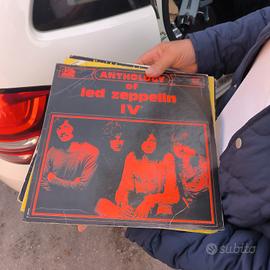 ANTHOLOGY
of
led zeppelin
IV
subito